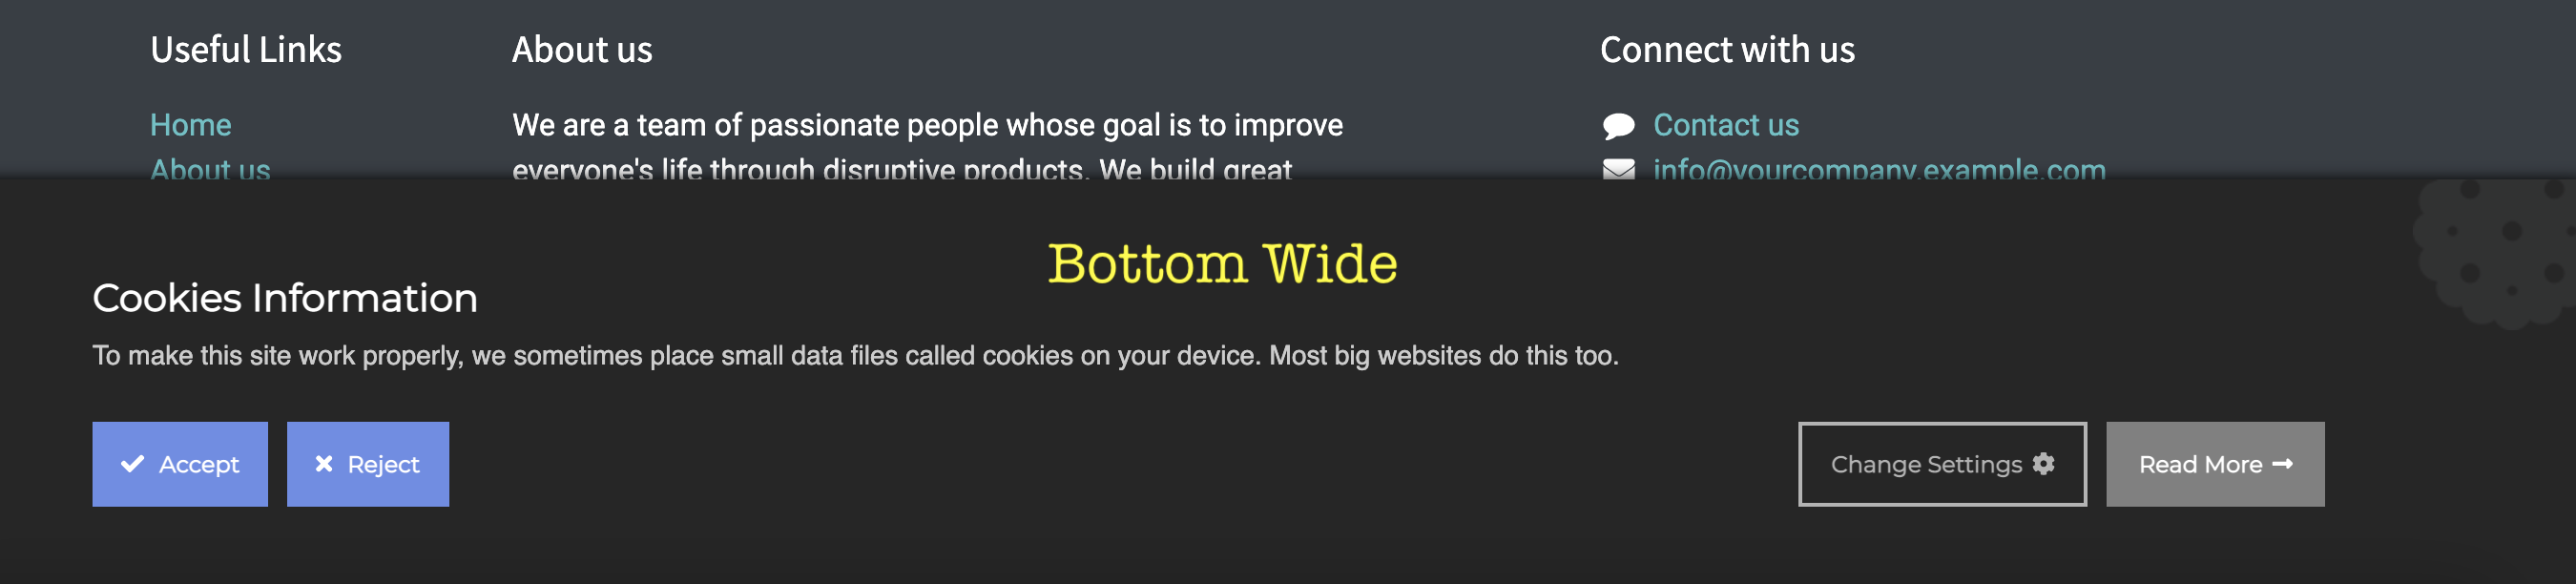 Useful Links
About us
Connect with us
Home
We are a team of passionate people whose goal is to improve
Contact us
About us
everyone's life through disruptive products. We build great
info@yourcompany.example.com
Bottom Wide
Cookies Information
To make this site work properly, we sometimes place small data files called cookies on your device. Most big websites do this too.
Accept
Reject
Change Settings
Read More